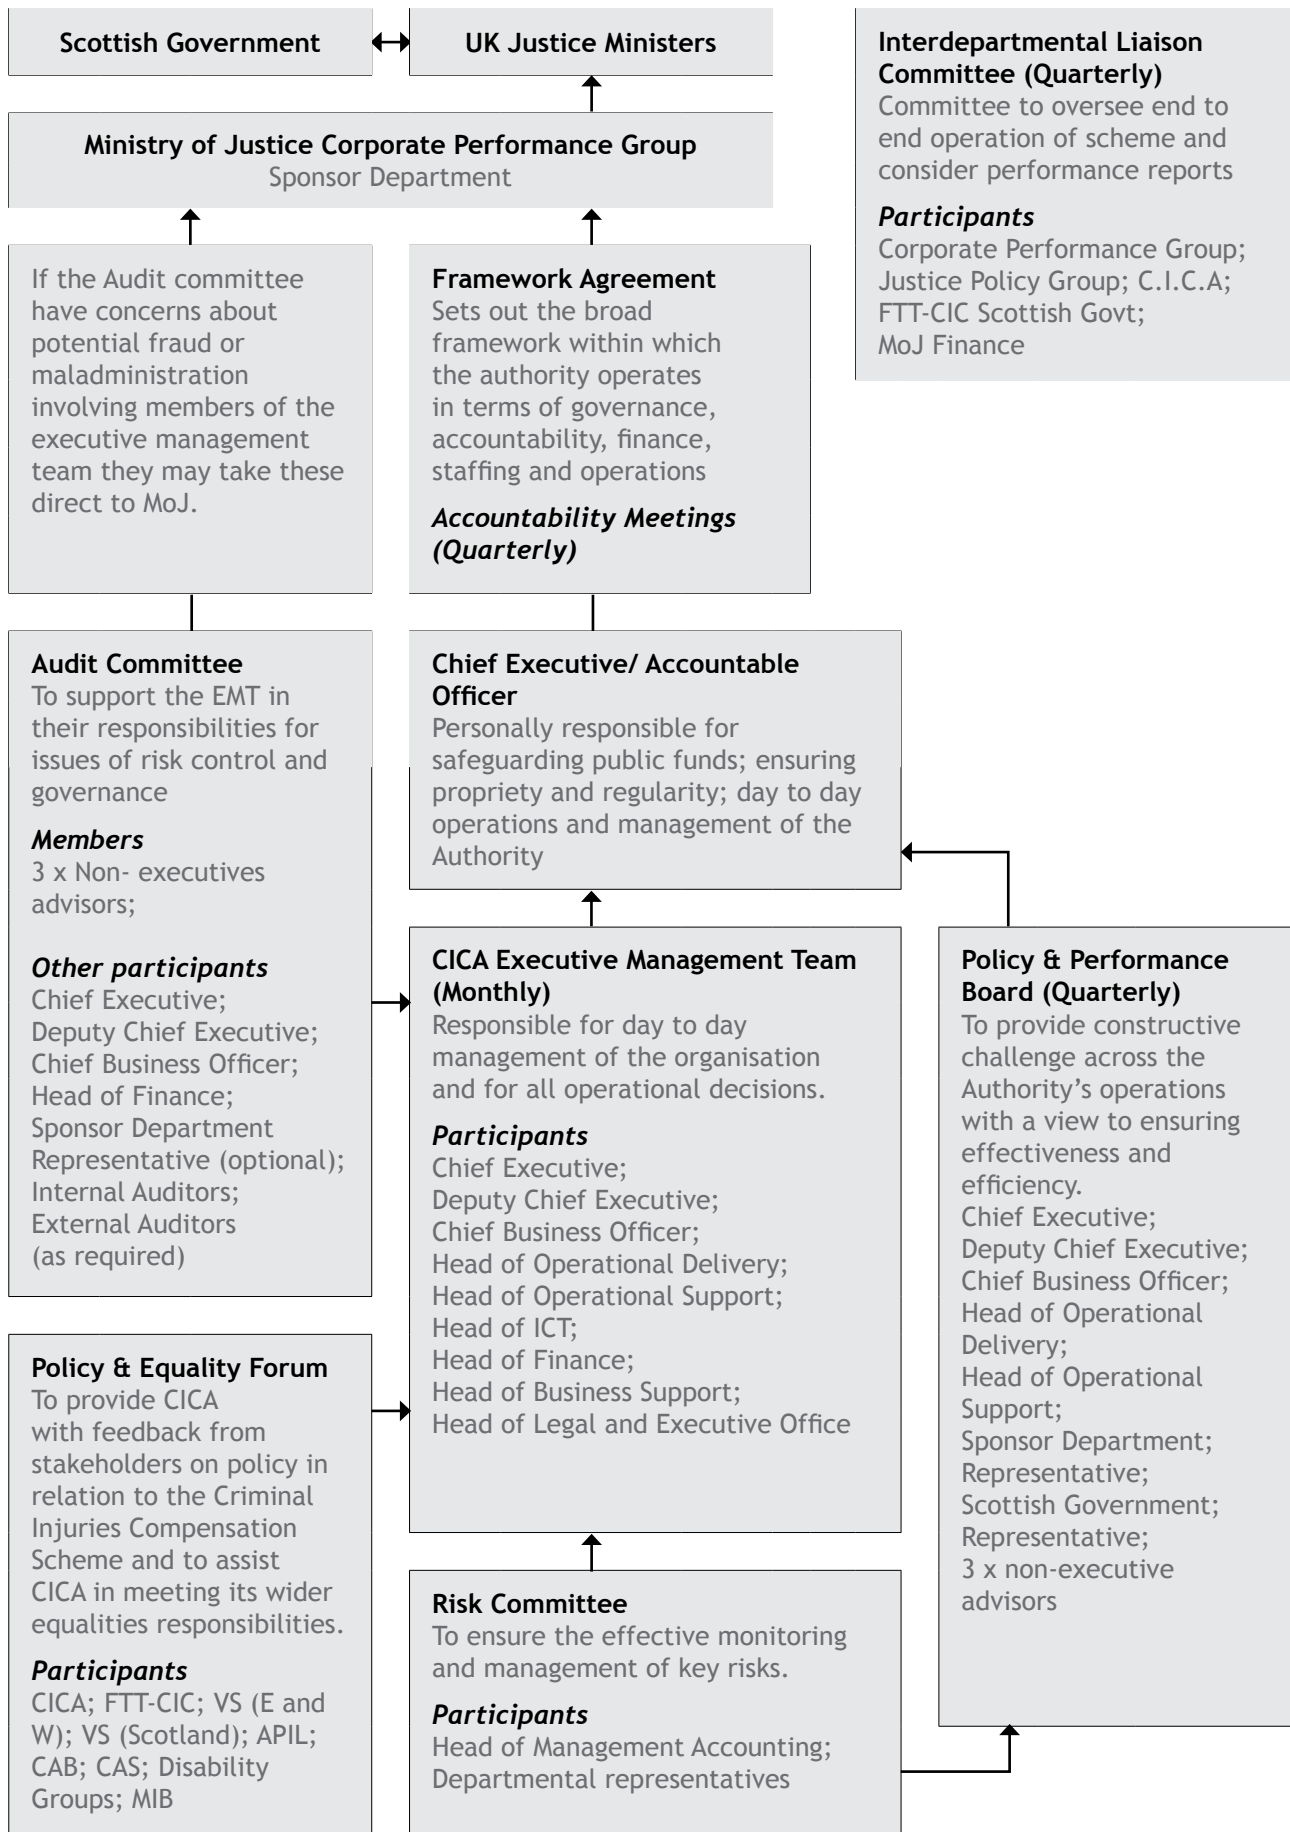 Scottish Government
UK Justice Ministers
Ministry of Justice Corporate Performance Group
Sponsor Department
Interdepartmental Liaison
Committee (Quarterly)
Committee to oversee end to
end operation of scheme and
consider performance reports
Participants
Corporate Performance Group;
Justice Policy Group; C.I.C.A;
FTT-CIC Scottish Govt;
MoJ Finance
If the Audit committee
have concerns about
potential fraud or
maladministration
involving members of the
executive management
team they may take these
direct to MoJ.
Framework Agreement
Sets out the broad
framework within which
the authority operates
in terms of governance,
accountability, finance,
staffing and operations
Accountability Meetings
(Quarterly)
Audit Committee
To support the EMT in
their responsibilities for
issues of risk control and
governance
Members
3 x Non- executives
advisors;
Other participants
Chief Executive;
Deputy Chief Executive;
Chief Business Officer;
Head of Finance;
Sponsor Department
Representative (optional);
Internal Auditors;
External Auditors
(as required)
Chief Executive/ Accountable
Officer
Personally responsible for
safeguarding public funds; ensuring
propriety and regularity; day to day
operations and management of the
Authority
CICA Executive Management Team
(Monthly)
Responsible for day to day
management of the organisation
and for all operational decisions.
Participants
Chief Executive;
Deputy Chief Executive;
Chief Business Officer;
Head of Operational Delivery;
Head of Operational Support;
Head of ICT;
Head of Finance;
Head of Business Support;
Head of Legal and Executive Office
Policy & Performance
Board (Quarterly)
To provide constructive
challenge across the
Authority's operations
with a view to ensuring
effectiveness and
efficiency.
Chief Executive;
Deputy Chief Executive;
Chief Business Officer;
Head of Operational
Delivery;
Head of Operational
Support;
Sponsor Department;
Representative;
Scottish Government;
Representative;
3 x non-executive
advisors
Policy & Equality Forum
To provide CICA
with feedback from
stakeholders on policy in
relation to the Criminal
Injuries Compensation
Scheme and to assist
CICA in meeting its wider
equalities responsibilities.
Participants
CICA; FTT-CIC; VS (E and
W); VS (Scotland); APIL;
CAB; CAS; Disability
Groups; MIB
Risk Committee
To ensure the effective monitoring
and management of key risks.
Participants
Head of Management Accounting;
Departmental representatives